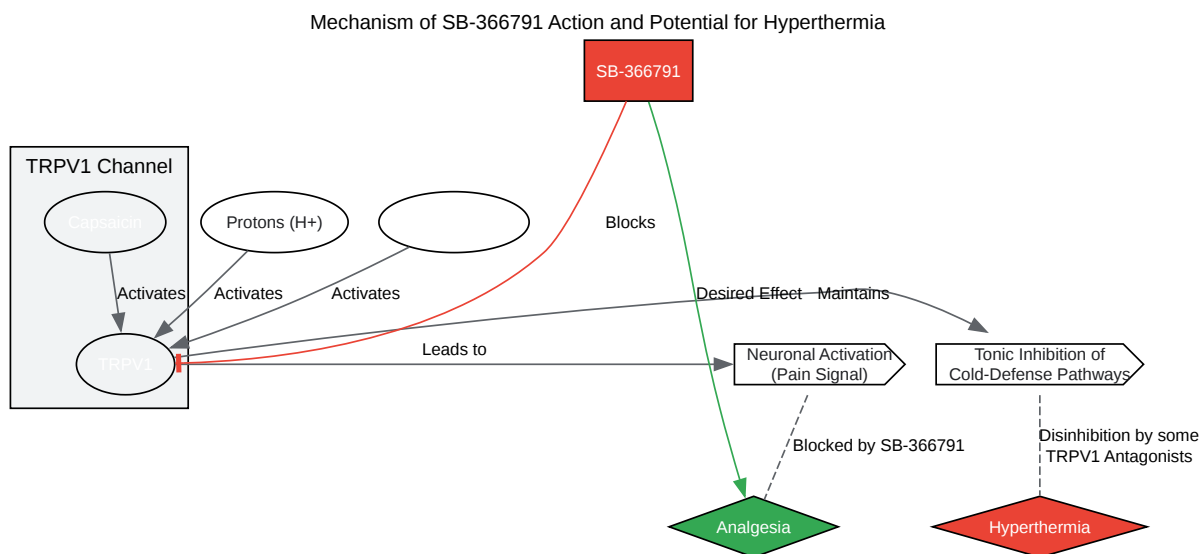 Mechanism of SB-366791 Action and Potential for Hyperthermia
SB-366791
TRPV1 Channel
Capsaicin
Protons (H+)
Blocks
Activates
Activates
Activates
Desired Effect
Maintains
TRPV1
Leads to
Neuronal Activation
(Pain Signal)
Tonic Inhibition of
Cold-Defense Pathways
Blocked by SB-366791
Disinhibition by some
TRPV1 Antagonists
Analgesia
Hyperthermia